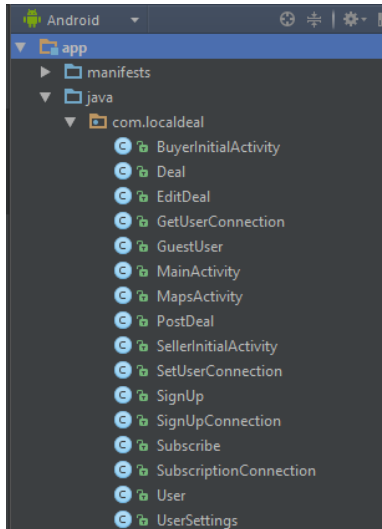 Android
app
manifests
java
com.localdeal
BuyerInitialActivity
Deal
EditDeal
GetUserConnection
GuestUser
MainActivity
MapsActivity
PostDeal
SellerInitialActivity
SetUserConnection
SignUp
SignUpConnection
Subscribe
SubscriptionConnection
User
UserSettings